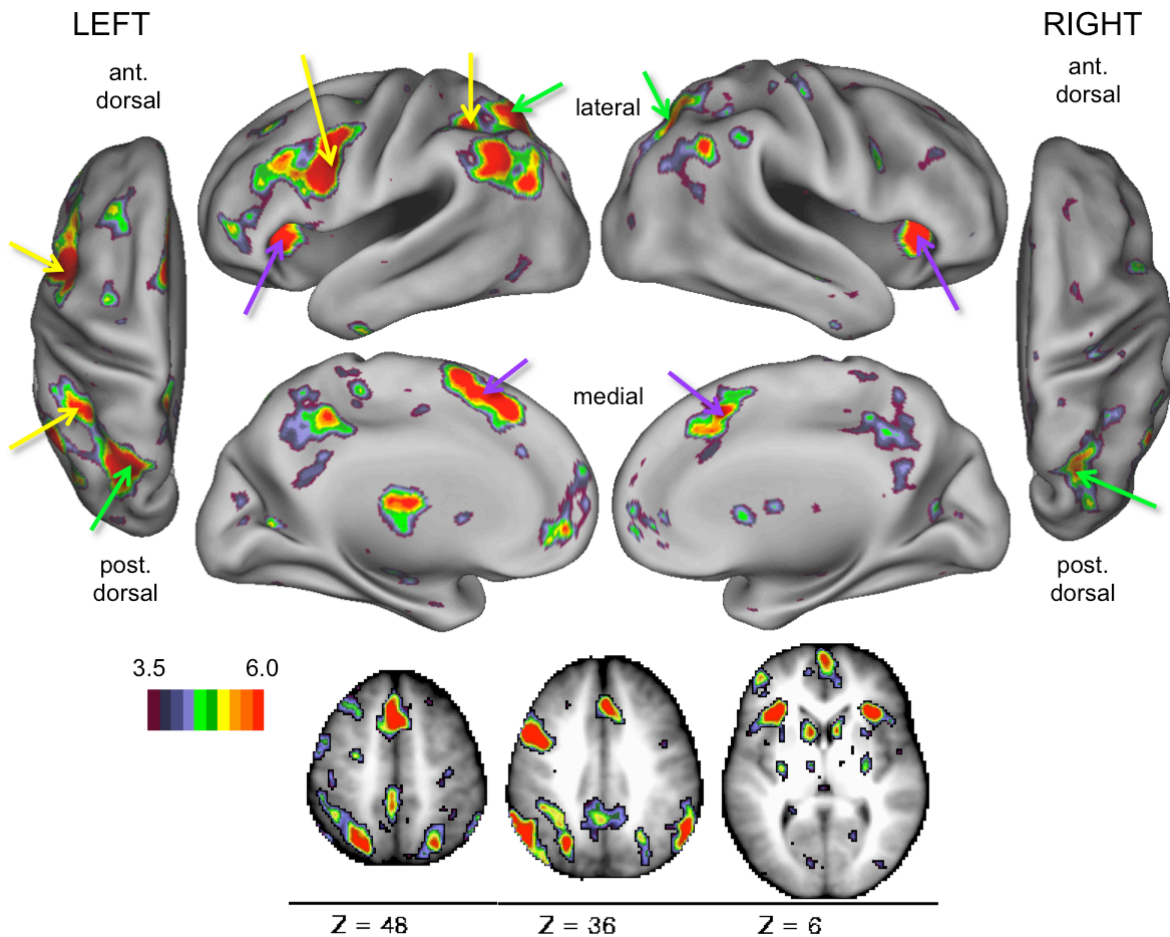 LEFT
RIGHT
ant.
dorsal
lateral
ant.
dorsal
medial
post.
dorsal
post.
dorsal
3.5 6.0
Z = 48 Z = 36 Z = 6